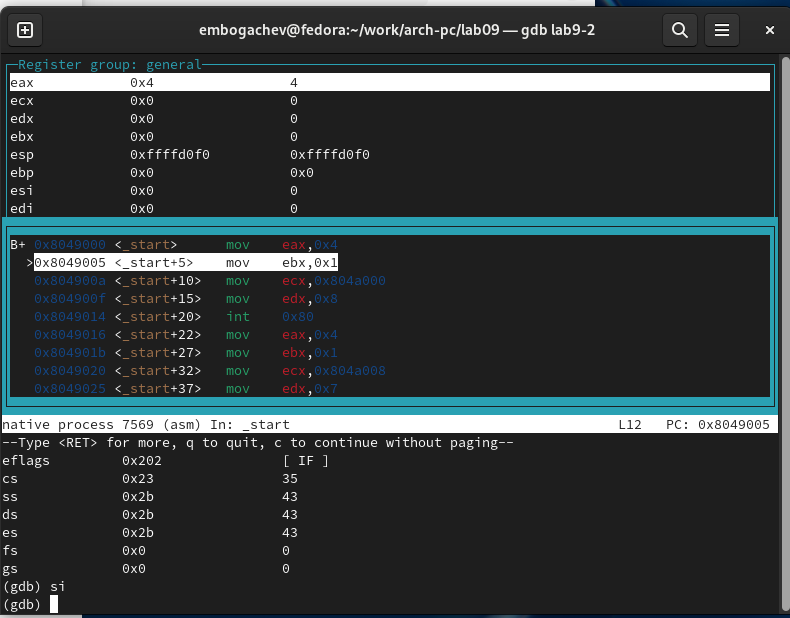 embogachev@fedora:~/work/arch-pc/lab09 — gdb lab9-2
Register group: general
eax 0x4 4
ecx 0x0 0
edx 0x0 0
ebx 0x0 0
esp 0xffffd0f0 0xffffd0f0
ebp 0x0 0x0
esi 0x0 0
edi 0x0 0
B+ 0x8049000 <_start> mov eax,0x4
>0x8049005 <_start+5> mov ebx,0x1
0x804900a <_start+10> mov ecx,0x804a000
0x804900f <_start+15> mov edx,0x8
0x8049014 <_start+20> int 0x80
0x8049016 <_start+22> mov eax,0x4
0x804901b <_start+27> mov ebx,0x1
0x8049020 <_start+32> mov ecx,0x804a008
0x8049025 <_start+37> mov edx,0x7
native process 7569 (asm) In: _start L12 PC: 0x8049005
--Type <RET> for more, q to quit, c to continue without paging--
eflags 0x202 [ IF ]
cs 0x23 35
ss 0x2b 43
ds 0x2b 43
es 0x2b 43
fs 0x0 0
gs 0x0 0
(gdb) si
(gdb)